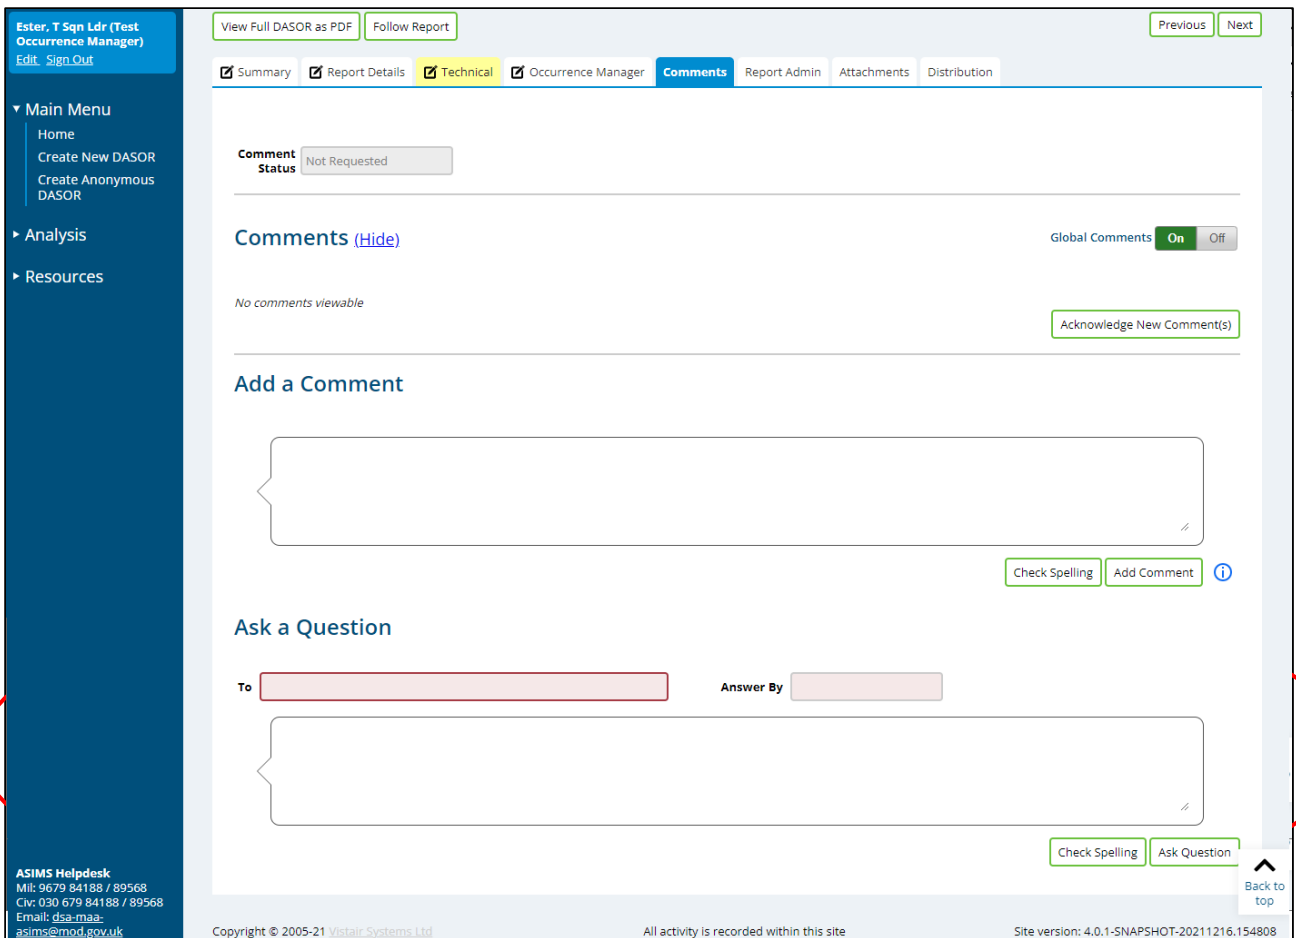 Ester, T Sqn Ldr (Test
Occurrence Manager)
Edit Sign Out
Main Menu
Home
Create New DASOR
Create Anonymous
DASOR
Analysis
Resources
ASIMS Helpdesk
Mil: 9679 84188 / 89568
Civ: 030 679 84188 / 89568
Email: dsa-maa-
asims@mod.gov.uk
View Full DASOR as PDF Follow Report Previous Next
Summary Report Details Technical Occurrence Manager Comments Report Admin Attachments Distribution
Comment
Status Not Requested
Comments (Hide) Global Comments On Off
No comments viewable
Acknowledge New Comment(s)
Add a Comment
Check Spelling Add Comment
Ask a Question
To Answer By
Check Spelling Ask Question
Back to
top
Copyright © 2005-21 Vistair Systems Ltd All activity is recorded within this site Site version: 4.0.1-SNAPSHOT-20211216.154808